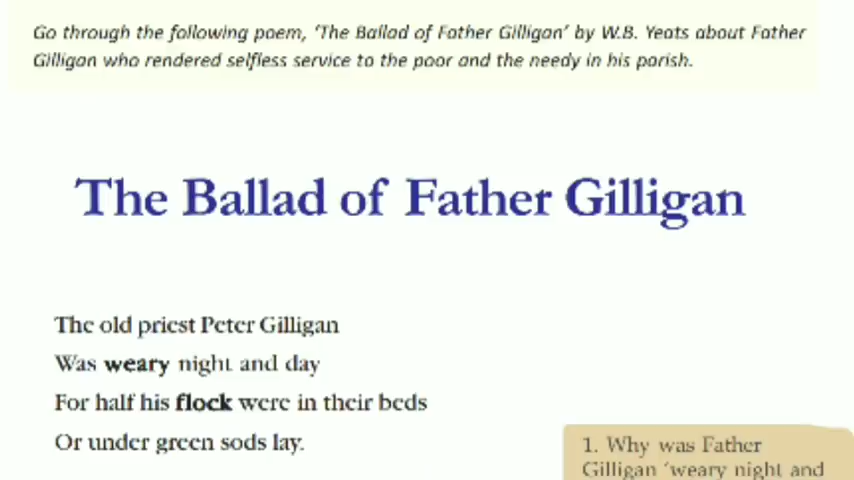 Go through the following poem, ‘The Ballad of Father Gilligan’ by W.B. Yeats about Father
Gilligan who rendered selfless service to the poor and the needy in his parish.
The Ballad of Father Gilligan
The old priest Peter Gilligan
Was weary night and day
For half his flock were in their beds
Or under green sods lay.
1. Why was Father
Gilligan ‘weary night and